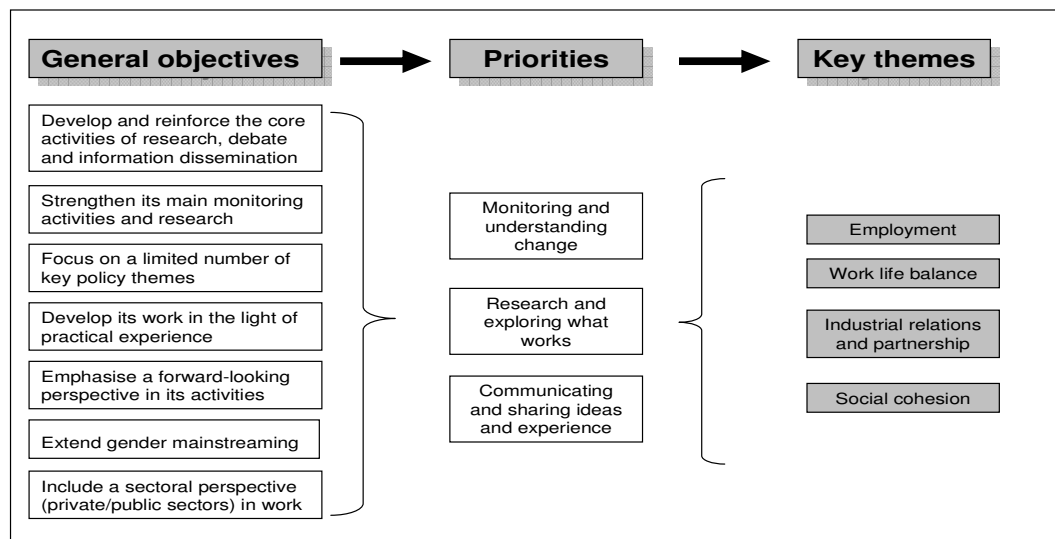 General objectives
Priorities
Key themes
Develop and reinforce the core
activities of research, debate
and information dissemination
Strengthen its main monitoring
activities and research
Focus on a limited number of
key policy themes
Develop its work in the light of
practical experience
Emphasise a forward-looking
perspective in its activities
Extend gender mainstreaming
Include a sectoral perspective
(private/public sectors) in work
Monitoring and
understanding
change
Research and
exploring what
works
Communicating
and sharing ideas
and experience
Employment
Work life balance
Industrial relations
and partnership
Social cohesion